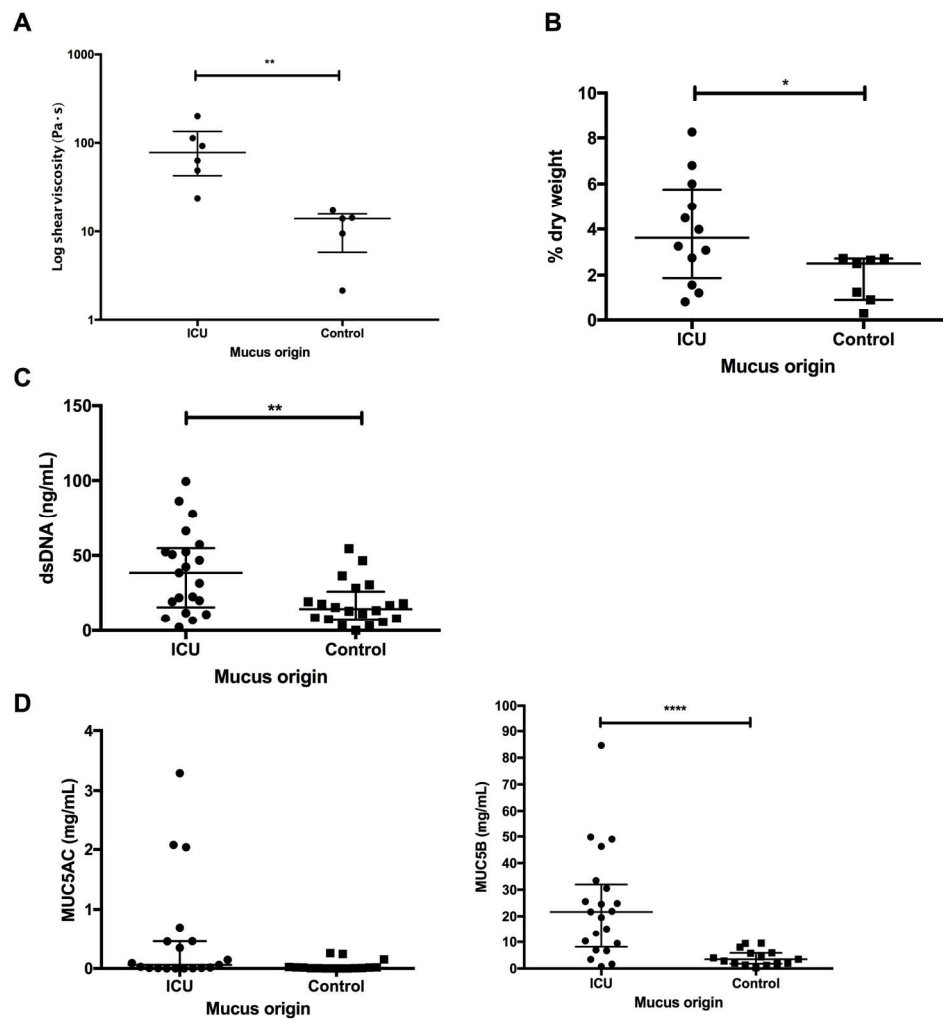 A
Log shear viscosity (Pa·s)
1000
100
10
1
**
ICU
Control
Mucus origin
B
% dry weight
10
8
6
4
2
0
*
ICU
Control
Mucus origin
C
dsDNA (ng/mL)
150
100
50
0
**
ICU
Control
Mucus origin
D
MUC5AC (mg/mL)
4
3
2
1
0
ICU
Control
Mucus origin
MUC5B (mg/mL)
100
90
80
70
60
50
40
30
20
10
0
****
ICU
Control
Mucus origin